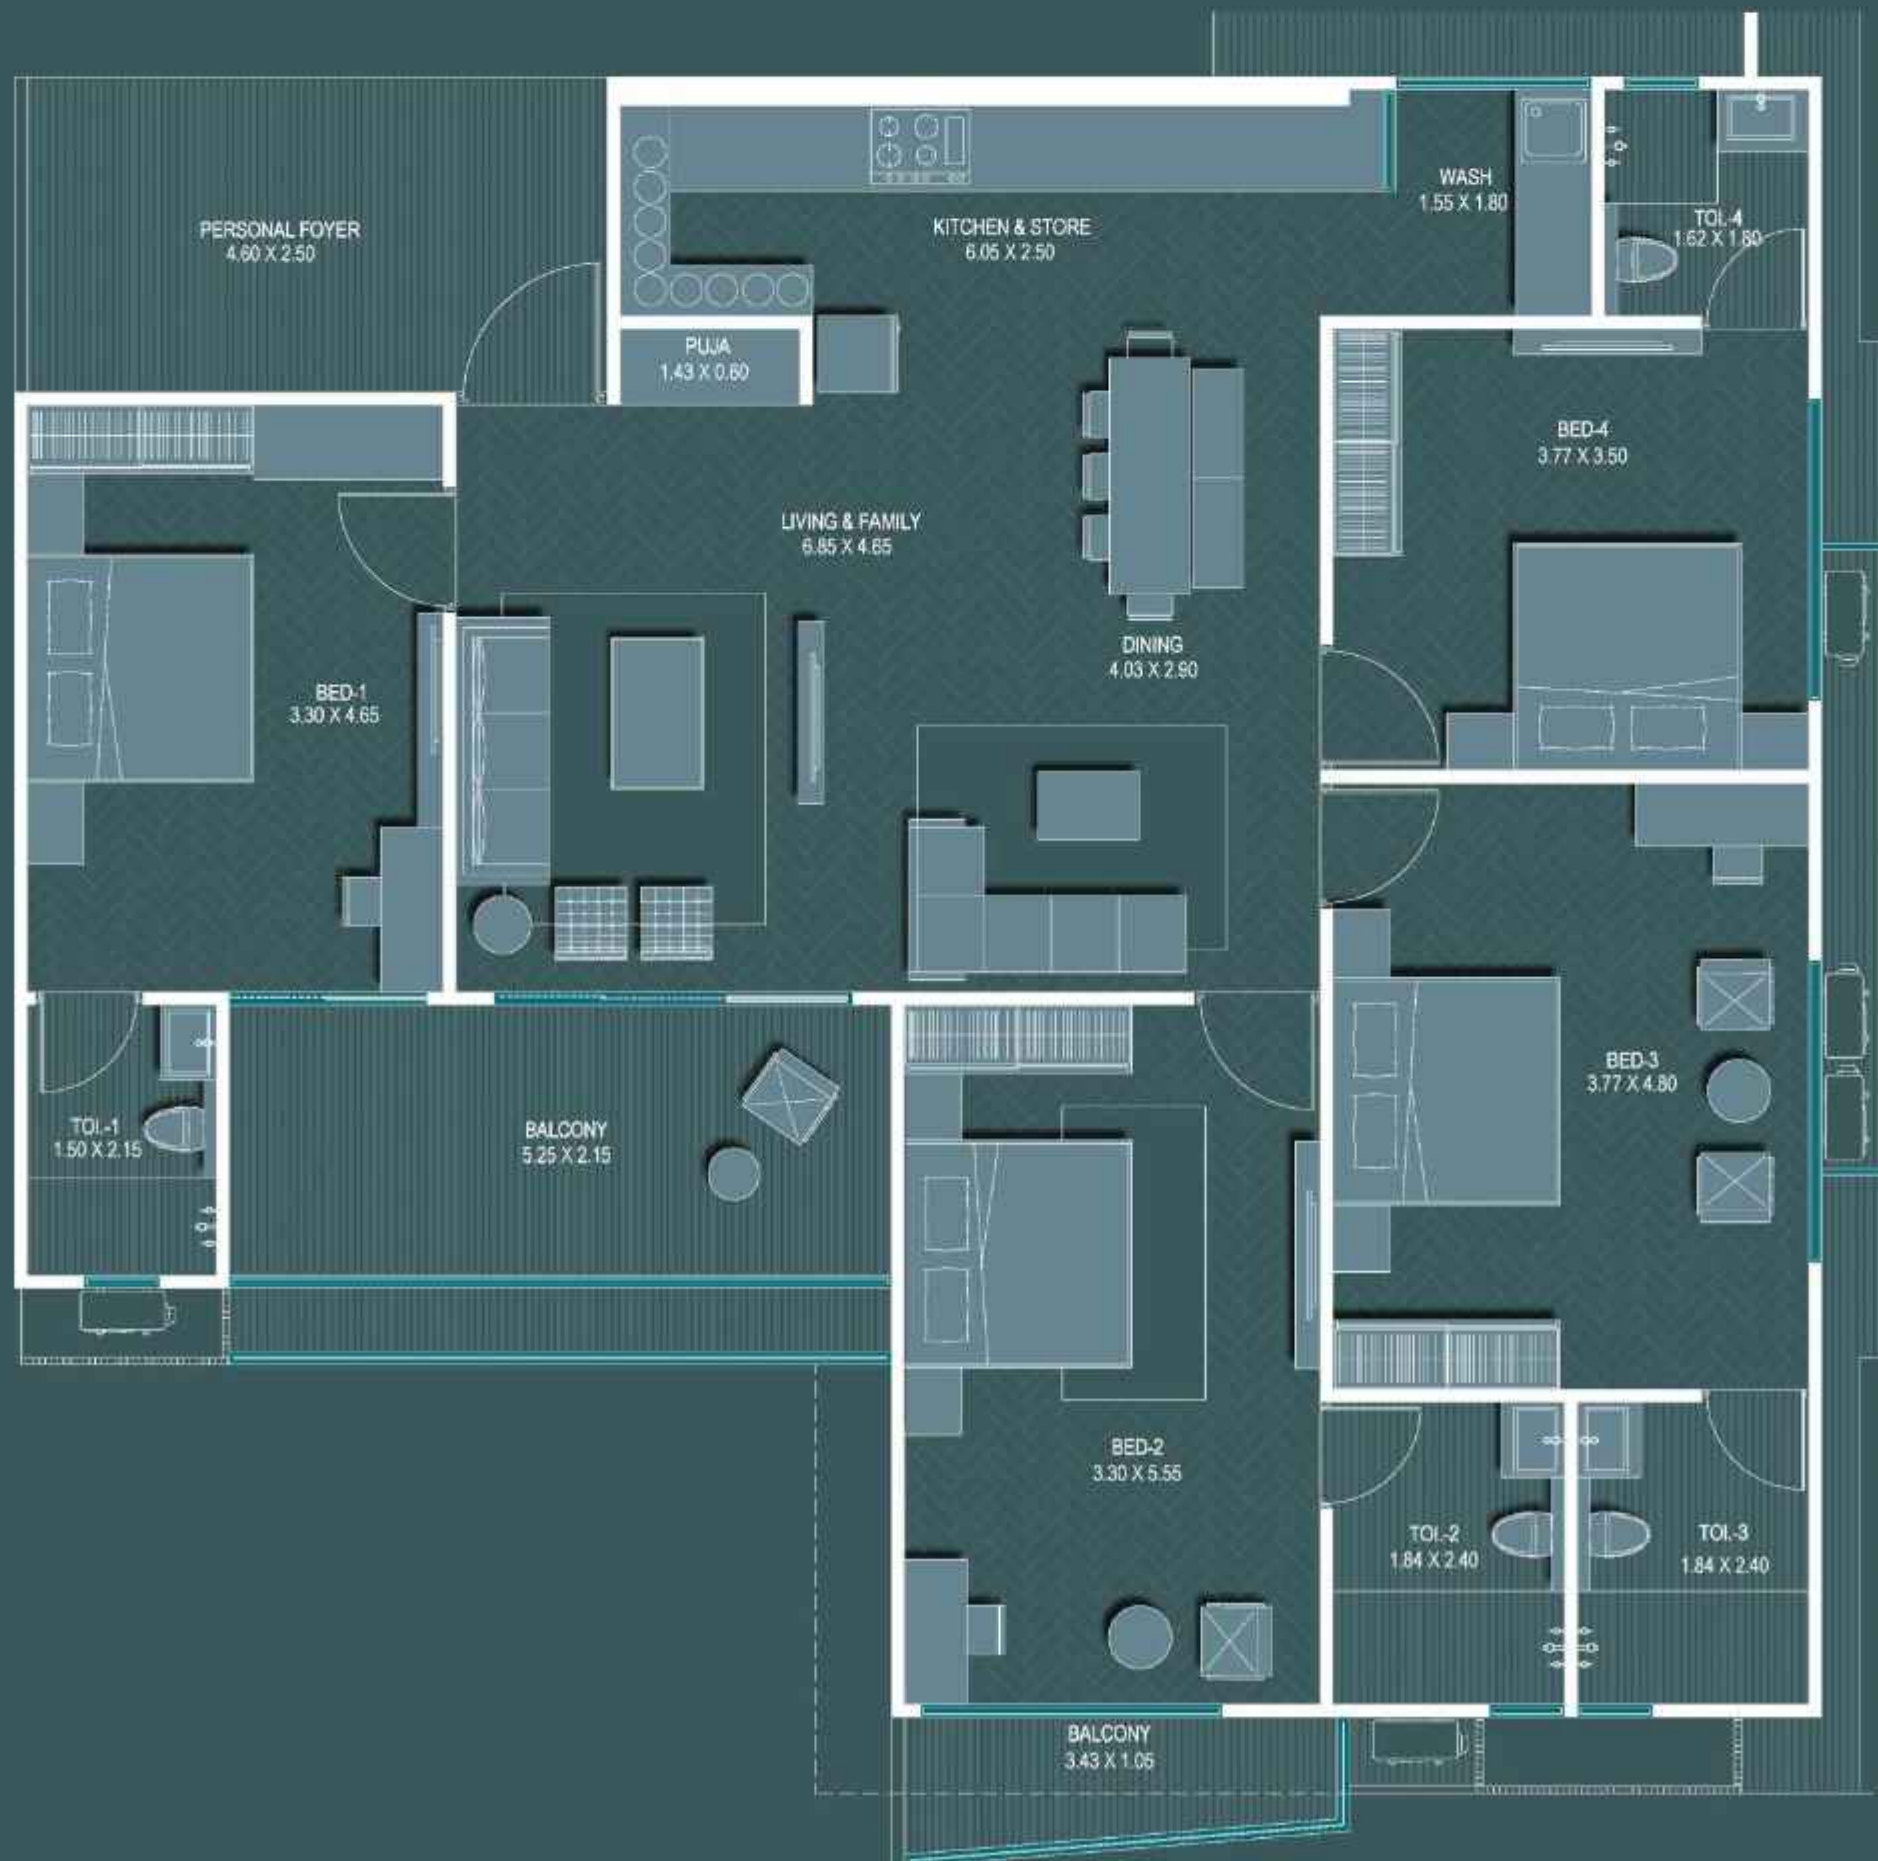 PERSONAL FOYER
4.60 X 2.50
KITCHEN & STORE
6.05 X 2.50
WASH
1.55 X 1.80
TOI.-4
1.62 X 1.80
PUJA
1.43 X 0.60
BED-4
3.77 X 3.50
LIVING & FAMILY
6.85 X 4.65
DINING
4.03 X 2.90
BED-1
3.30 X 4.65
BED-3
3.77 X 4.80
TOI.-1
1.50 X 2.15
BALCONY
5.25 X 2.15
BED-2
3.30 X 5.55
TOI.-2
1.84 X 2.40
TOI.-3
1.84 X 2.40
BALCONY
3.43 X 1.05